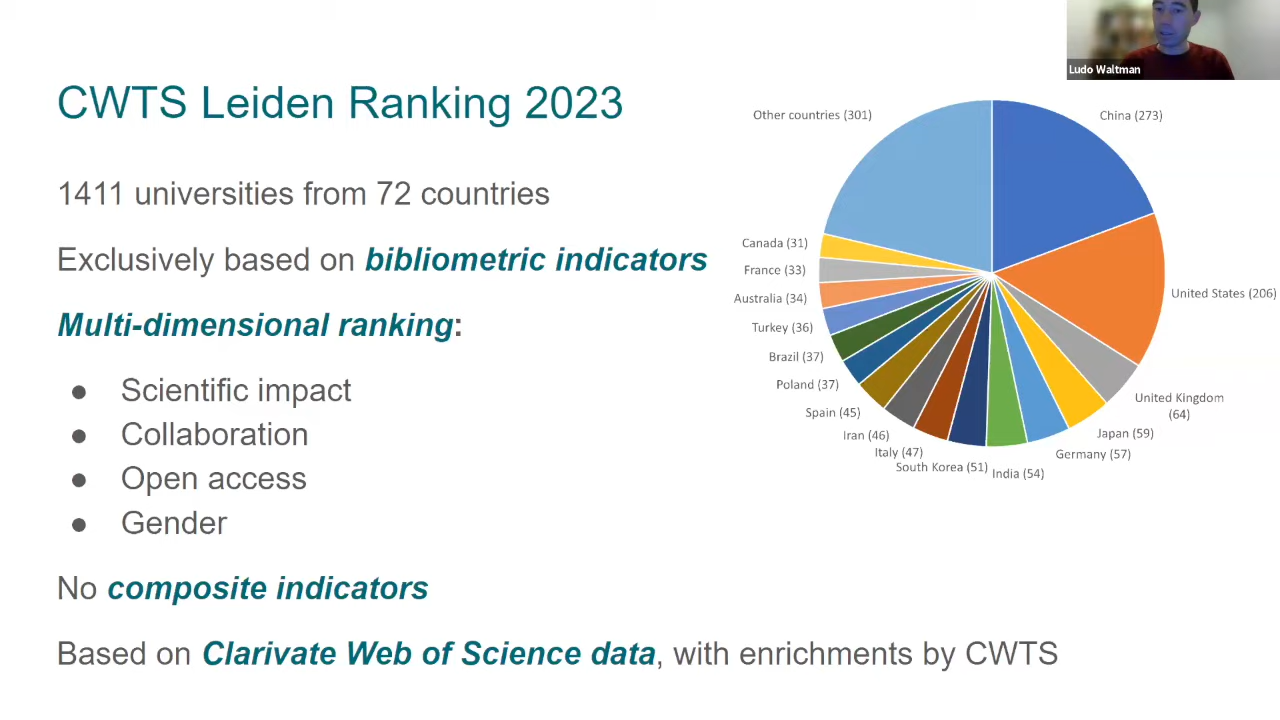 Ludo Waltman
CWTS Leiden Ranking 2023
1411 universities from 72 countries
Exclusively based on bibliometric indicators
Multi-dimensional ranking:
● Scientific impact
● Collaboration
● Open access
● Gender
No composite indicators
Based on Clarivate Web of Science data, with enrichments by CWTS
Other countries (301)
China (273)
Canada (31)
France (33)
United States (206)
Australia (34)
Turkey (36)
Brazil (37)
Poland (37)
United Kingdom
(64)
Spain (45)
Japan (59)
Iran (46)
Italy (47)
Germany (57)
South Korea (51)
India (54)